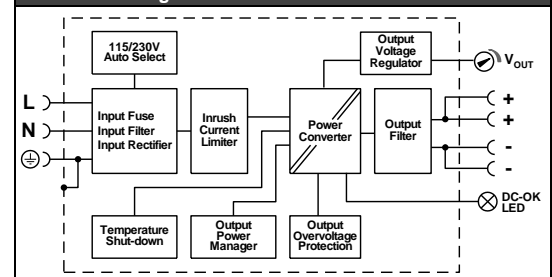 115/230V
Auto Select
Output
Voltage
Regulator
V OUT
L
N
Input Fuse
Input Filter
Input Rectifier
Inrush
Current
Limiter
Power
Converter
Output
Filter
+
+
-
-
DC-OK
LED
Temperature
Shut-down
Output
Power
Manager
Output
Overvoltage
Protection